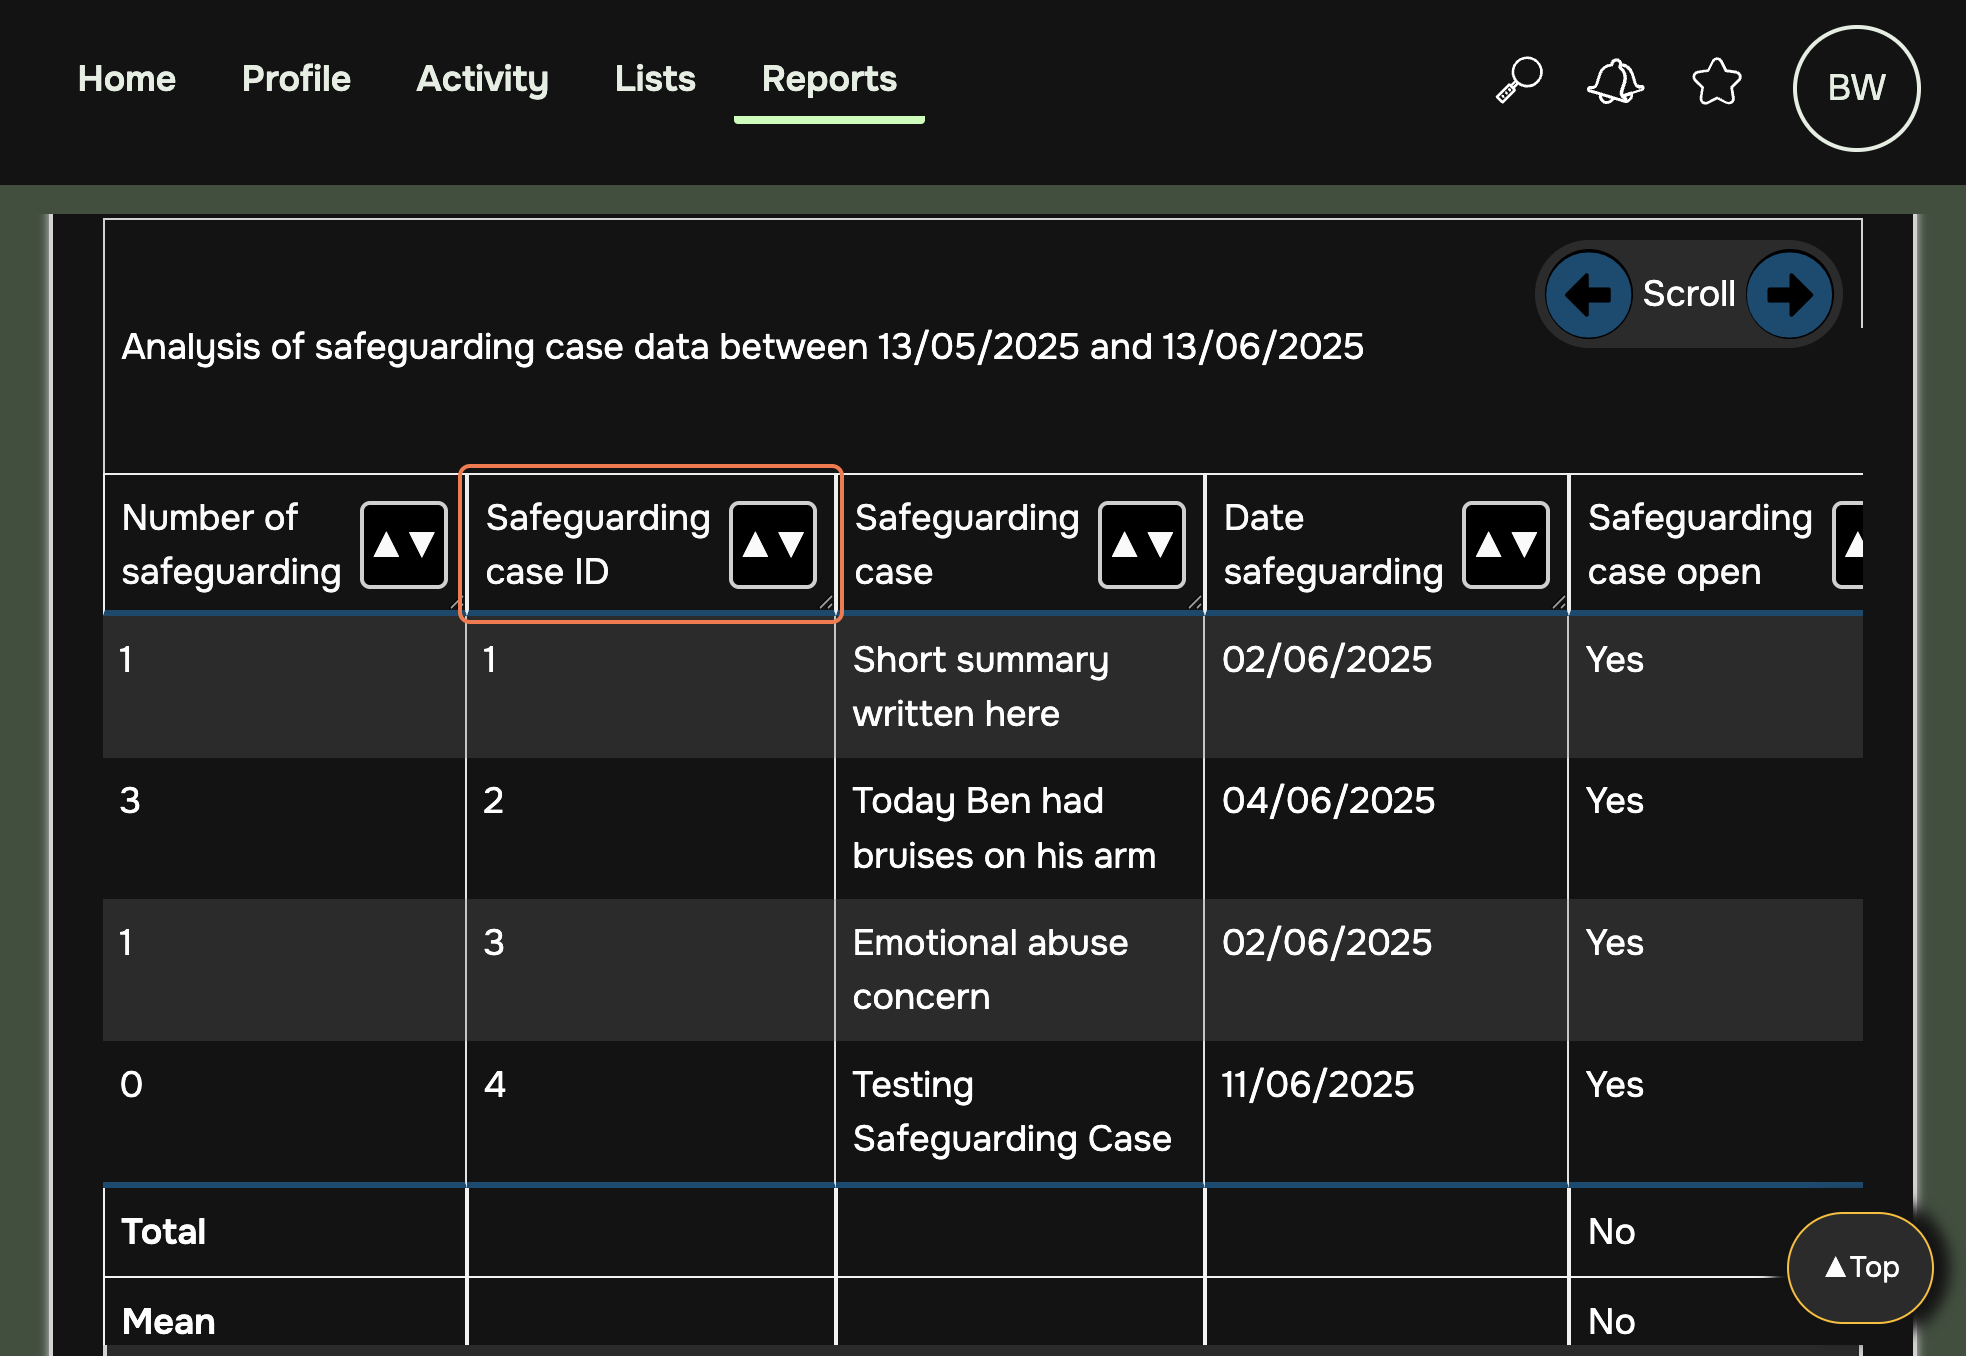 Home Profile Activity Lists Reports BW
Scroll
Analysis of safeguarding case data between 13/05/2025 and 13/06/2025
Number of safeguarding ▲▼ Safeguarding case ID ▲▼ Safeguarding case ▲▼ Date safeguarding ▲▼ Safeguarding case open ▲
1 1 Short summary written here 02/06/2025 Yes
3 2 Today Ben had bruises on his arm 04/06/2025 Yes
1 3 Emotional abuse concern 02/06/2025 Yes
0 4 Testing Safeguarding Case 11/06/2025 Yes
Total No
▲Top
Mean No